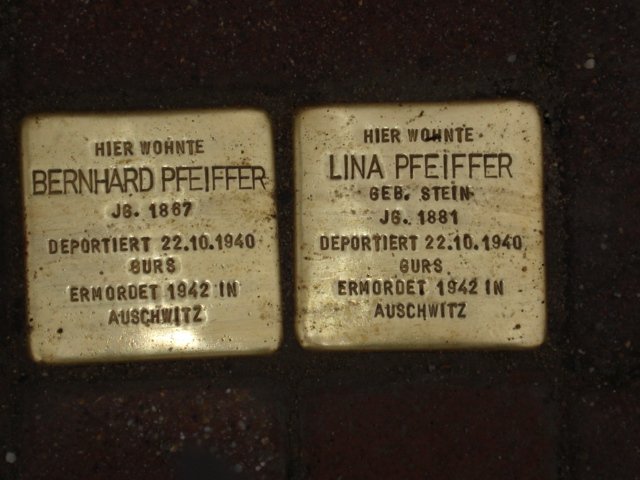 HIER WOHNTE
BERNHARD PFEIFFER
JG. 1867
DEPORTIERT 22.10.1940
GURS
ERMORDET 1942 IN
AUSCHWITZ
HIER WOHNTE
LINA PFEIFFER
GEB. STEIN
JG. 1881
DEPORTIERT 22.10.1940
GURS
ERMORDET 1942 IN
AUSCHWITZ